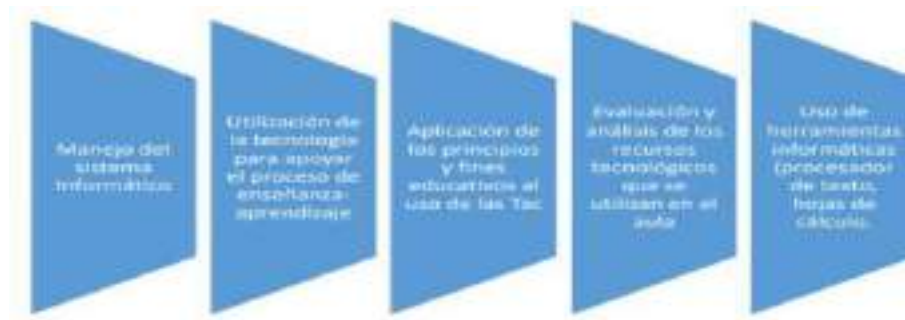 Manejo del
sistema
Informático
Utilización de
la tecnología
para apoyar
el proceso de
enseñanza-
aprendizaje
Aplicación de
los principios
y fines
educativos al
uso de las Tac
Evaluación y
análisis de los
recursos
tecnológicos
que se
utilizan en el
aula
Uso de
herramientas
informáticas
(procesador
de texto,
hojas de
cálculo.